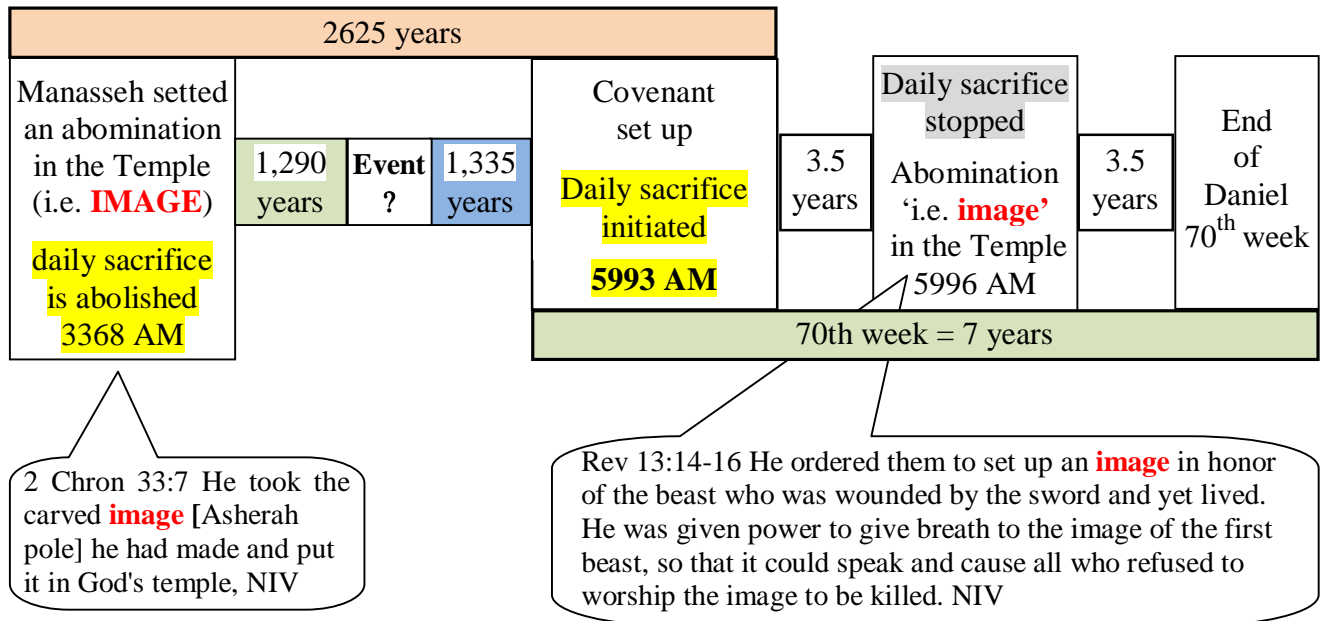 2625 years
Manasseh setted
an abomination
in the Temple
(i.e. IMAGE)
daily sacrifice
is abolished
3368 AM
1,290
years
Event
?
1,335
years
Covenant
set up
Daily sacrifice
initiated
5993 AM
3.5
years
Daily sacrifice
stopped
Abomination
‘i.e. image’
in the Temple
5996 AM
3.5
years
End
of
Daniel
70th week
70th week = 7 years
2 Chron 33:7 He took the
carved image [Asherah
pole] he had made and put
it in God's temple, NIV
Rev 13:14-16 He ordered them to set up an image in honor
of the beast who was wounded by the sword and yet lived.
He was given power to give breath to the image of the first
beast, so that it could speak and cause all who refused to
worship the image to be killed. NIV